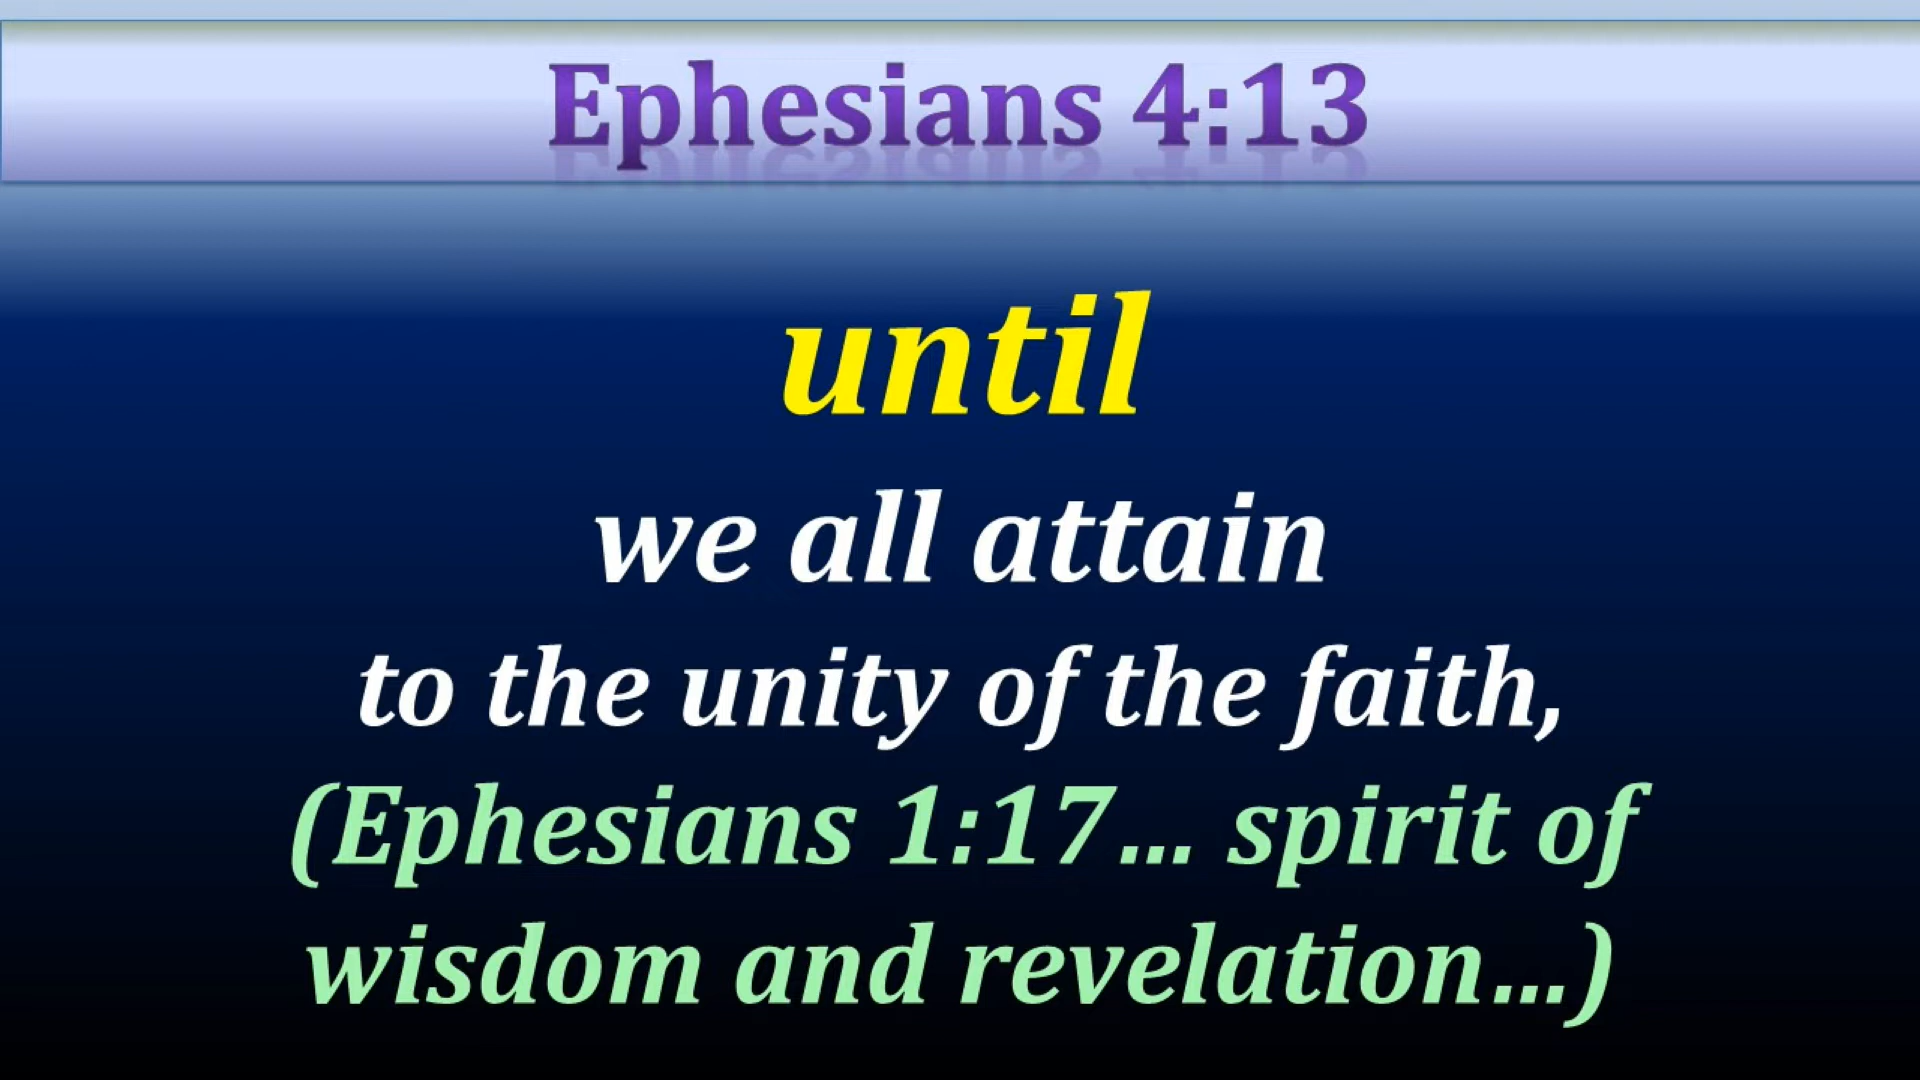 Ephesians 4:13
until
we all attain
to the unity of the faith,
(Ephesians 1:17... spirit of
wisdom and revelation...)